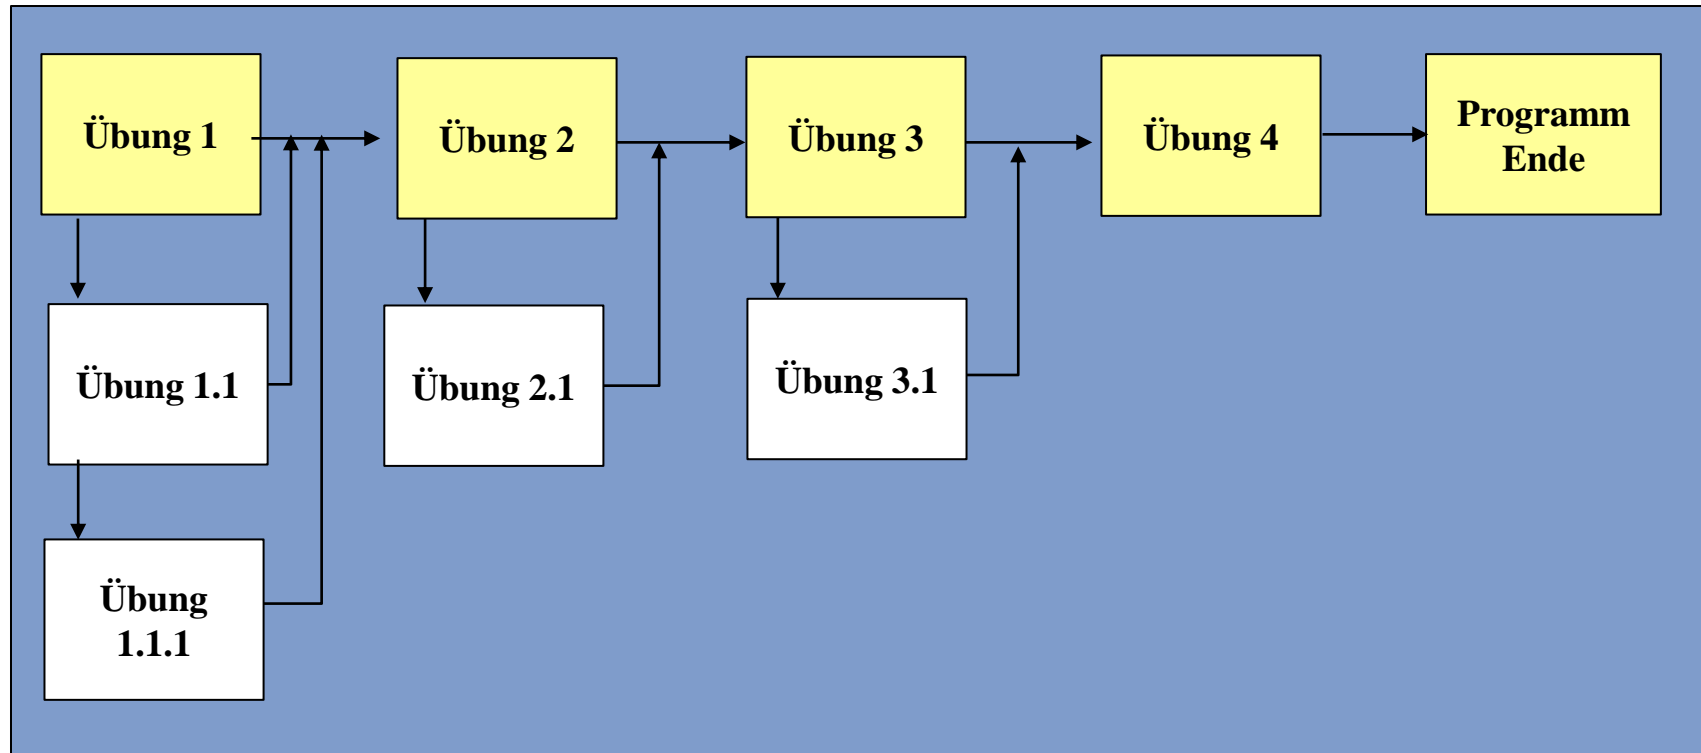 Übung 1
Übung 2
Übung 3
Übung 4
Programm
Ende
Übung 1.1
Übung 2.1
Übung 3.1
Übung
1.1.1